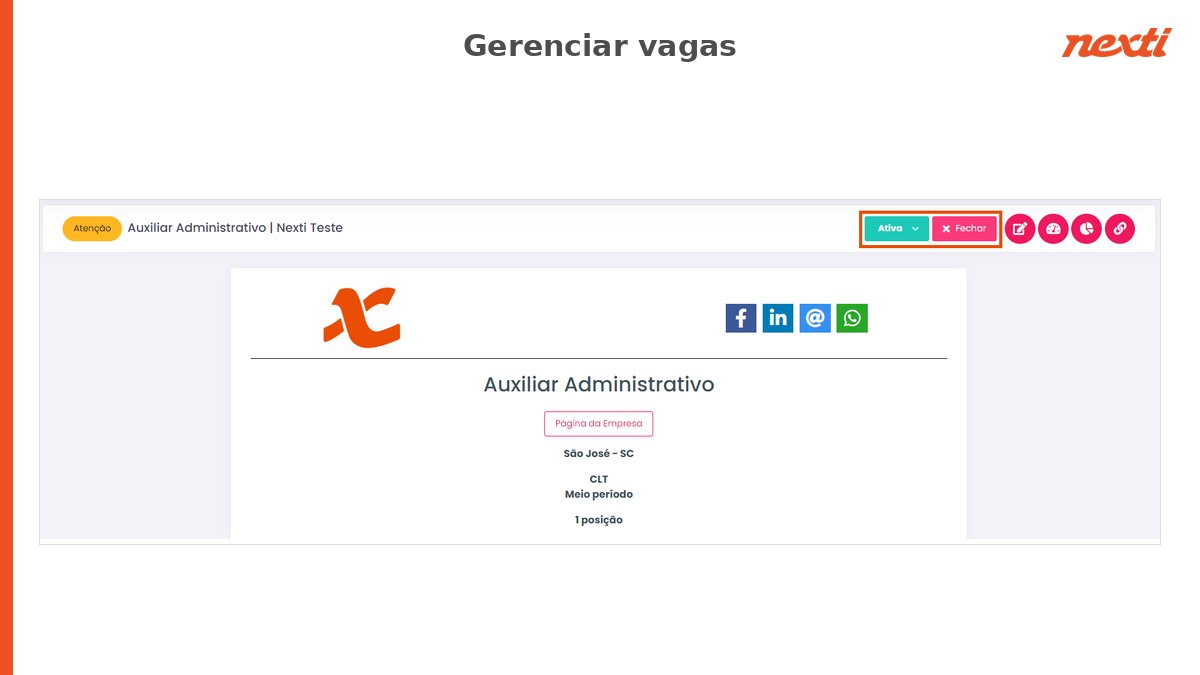 Gerenciar vagas
nexti
Atenção Auxiliar Administrativo | Nexti Teste Ativa Fechar
Auxiliar Administrativo
Página da Empresa
São José - SC
CLT
Meio período
1 posição